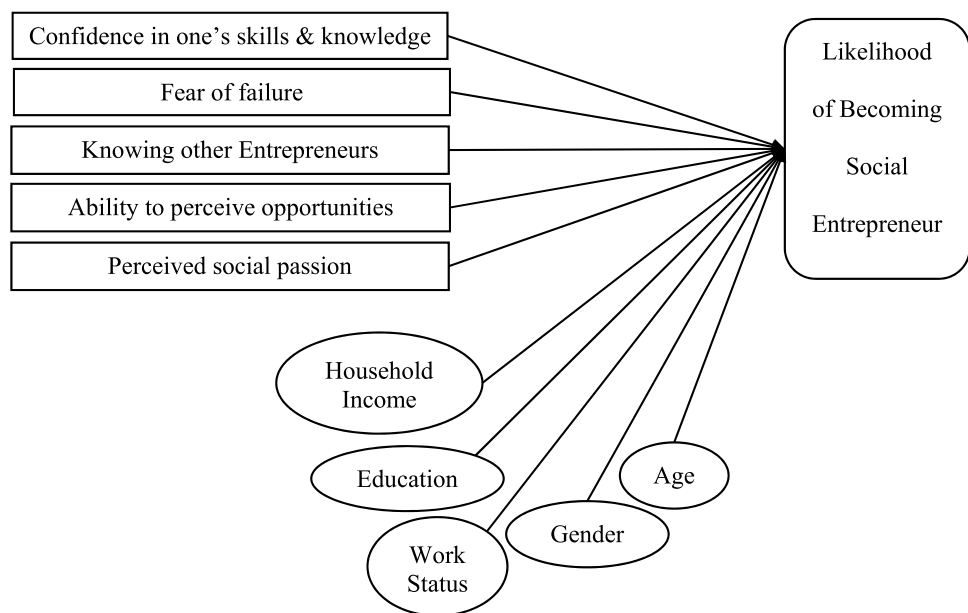 Confidence in one’s skills & knowledge
Fear of failure
Knowing other Entrepreneurs
Ability to perceive opportunities
Perceived social passion
Likelihood
of Becoming
Social
Entrepreneur
Household
Income
Education
Work
Status
Gender
Age